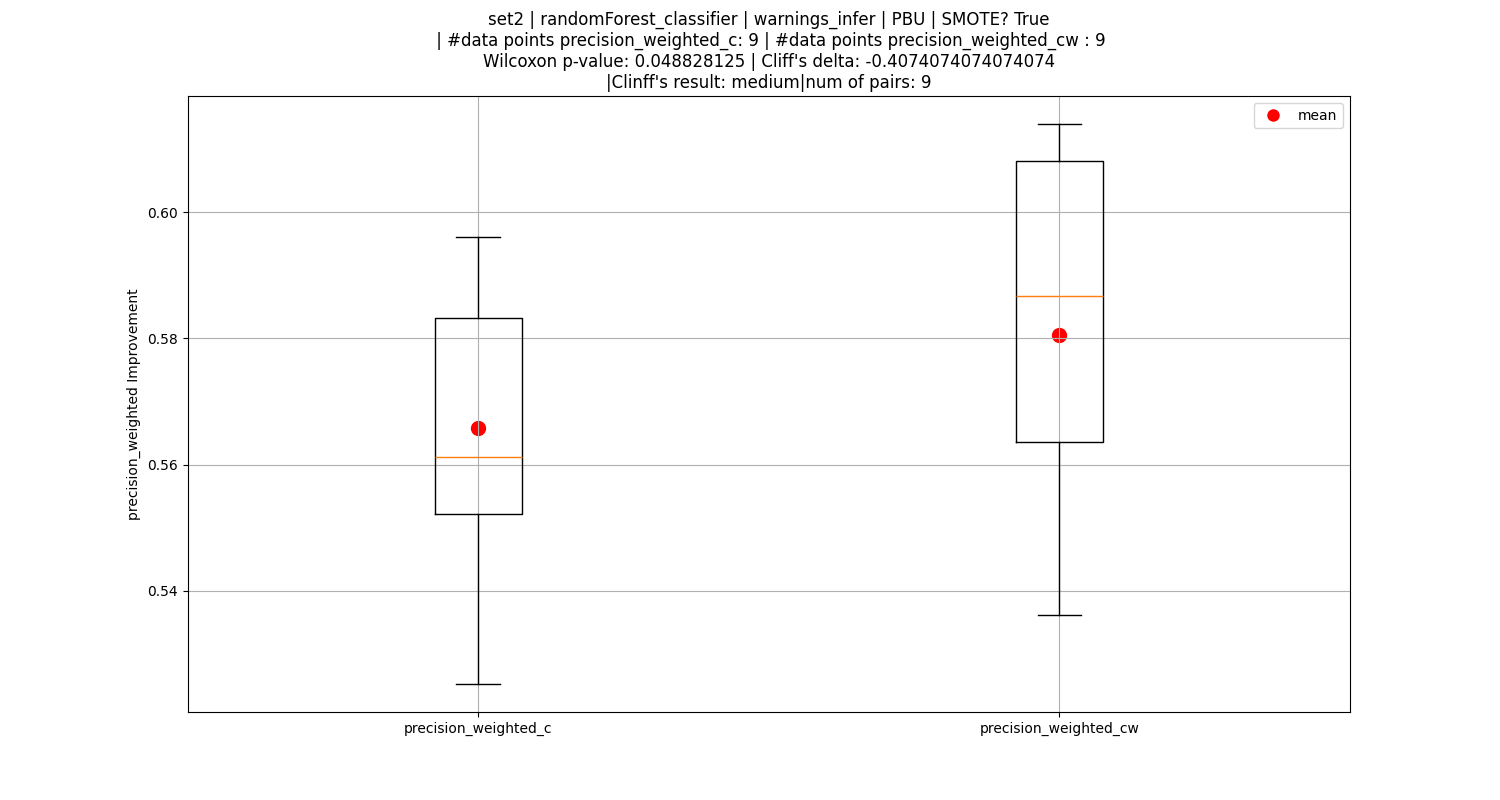 set2 | randomForest_classifier | warnings_infer | PBU | SMOTE? True
| #data points precision_weighted_c: 9 | #data points precision_weighted_cw : 9
Wilcoxon p-value: 0.048828125 | Cliff's delta: -0.4074074074074074
|Clinff's result: medium|num of pairs: 9
mean
0.60
0.58
0.56
0.54
precision_weighted Improvement
precision_weighted_c
precision_weighted_cw